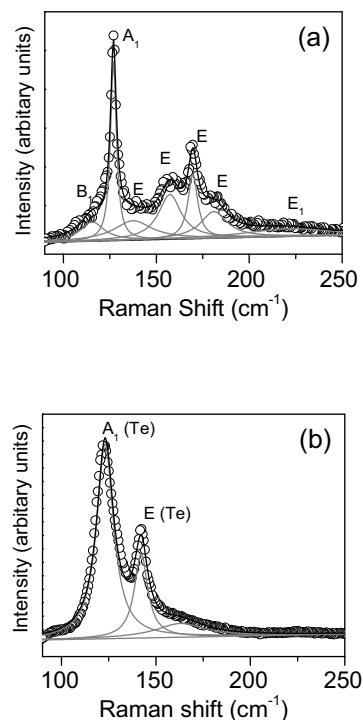 (a)
A1
B1
E
E
E
E
E1
Intensity (arbitary units)
100 150 200 250
Raman Shift (cm-1)
(b)
A1 (Te)
E (Te)
Intensity (arbitary units)
100 150 200 250
Raman shift (cm-1)